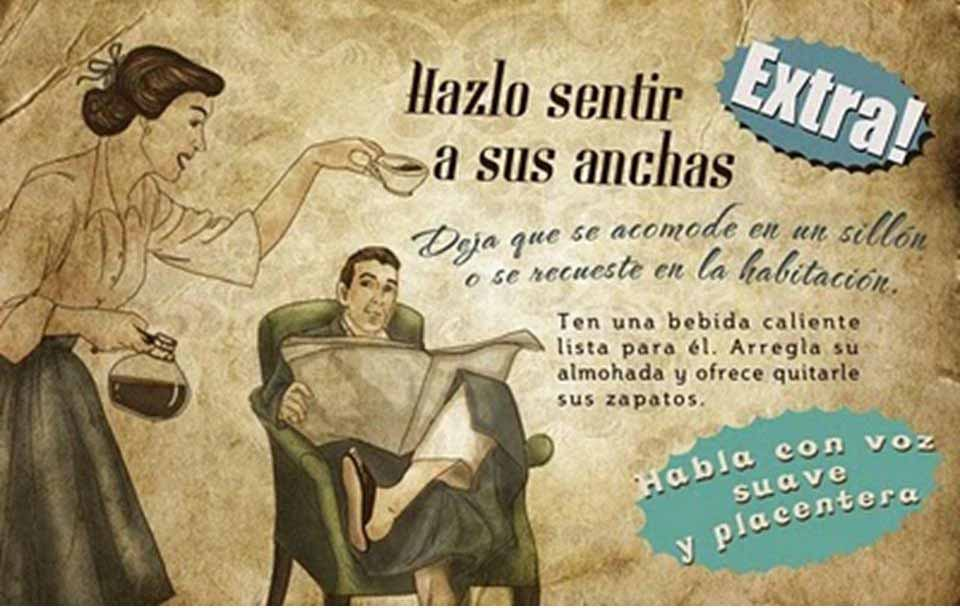 Hazlo sentir
a sus anchas
Extra!
Deja que se acomode en un sillón
o se recueste en la habitación.
Ten una bebida caliente
lista para él. Arregla su
almohada y ofrece quitarle
sus zapatos.
Habla con voz
suave
y placentera